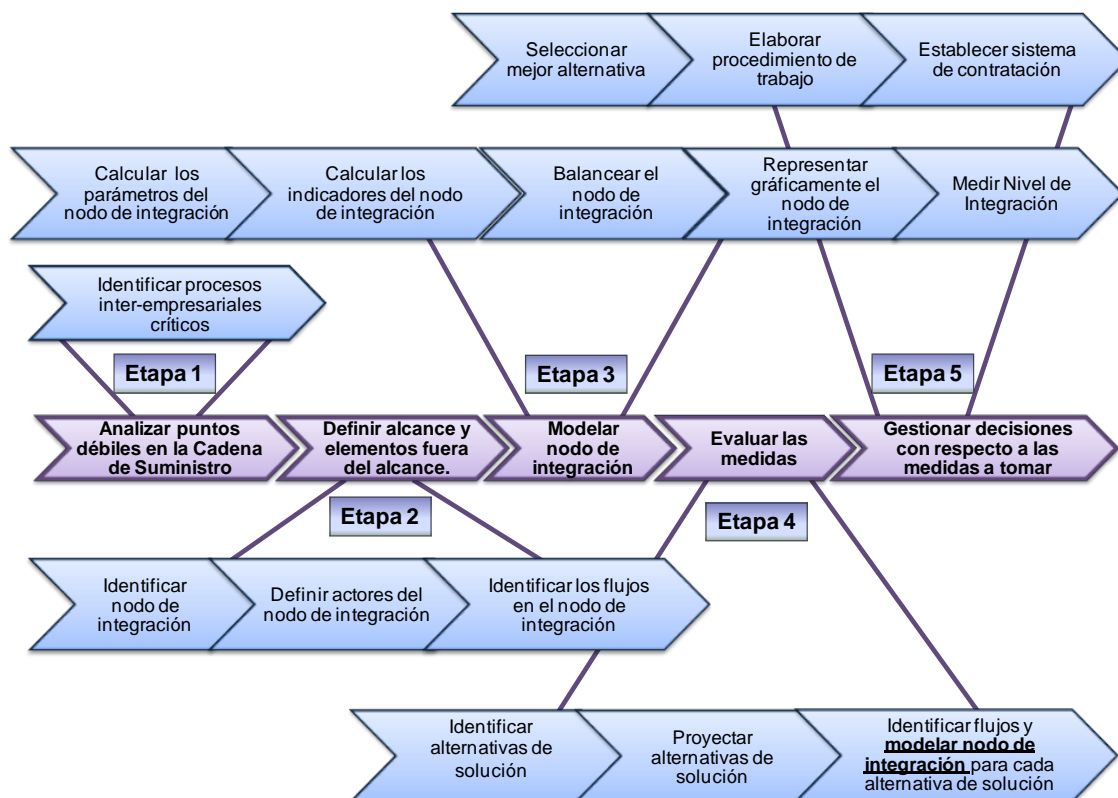 Seleccionar
mejor alternativa
Elaborar
procedimiento de
trabajo
Establecer sistema
de contratación
Calcular los
parámetros del
nodo de integración
Calcular los
indicadores del nodo
de integración
Balancear el
nodo de
integración
Representar
gráficamente el
nodo de
integración
Medir Nivel de
Integración
Identificar procesos
inter-empresariales
críticos
Etapa 1
Etapa 3
Etapa 5
Analizar puntos
débiles en la Cadena
de Suministro
Definir alcance y
elementos fuera
del alcance.
Modelar
nodo de
integración
Evaluar las
medidas
Gestionar decisiones
con respecto a las
medidas a tomar
Etapa 2
Etapa 4
Identificar
nodo de
integración
Definir actores del
nodo de integración
Identificar los flujos
en el nodo de
integración
Identificar
alternativas de
solución
Proyectar
alternativas de
solución
Identificar flujos y
modelar nodo de
integración para cada
alternativa de solución